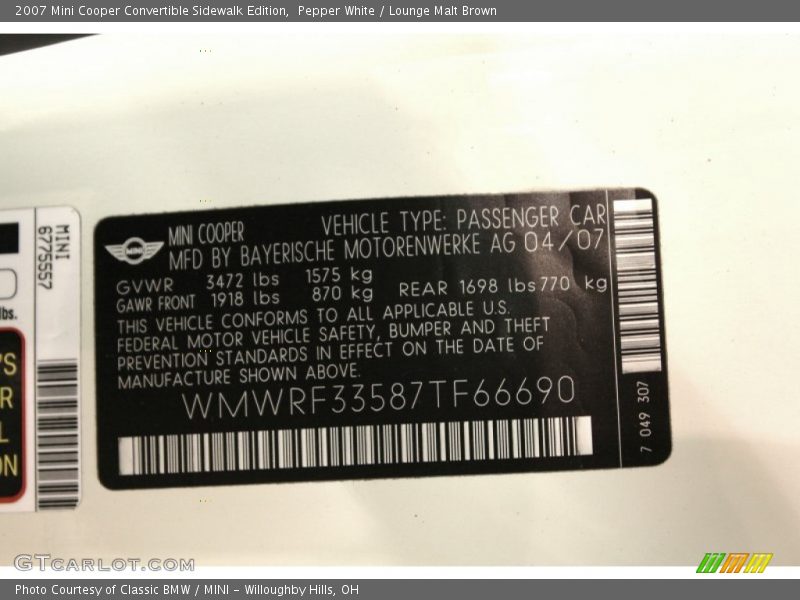 2007 Mini Cooper Convertible Sidewalk Edition, Pepper White / Lounge Malt Brown
MINI
6775557
lbs.
'S
R
L
ON
MINI
MINI COOPER VEHICLE TYPE: PASSENGER CAR
MFD BY BAYERISCHE MOTORENWERKE AG 04/07
GVWR 3472 lbs 1575 kg
GAWR FRONT 1918 lbs 870 kg REAR 1698 lbs 770 kg
THIS VEHICLE CONFORMS TO ALL APPLICABLE U.S.
FEDERAL MOTOR VEHICLE SAFETY, BUMPER AND THEFT
PREVENTION STANDARDS IN EFFECT ON THE DATE OF
MANUFACTURE SHOWN ABOVE.
WMWRF33587TF66690
7 049 307
GTCARLOT.COM
Photo Courtesy of Classic BMW / MINI - Willoughby Hills, OH